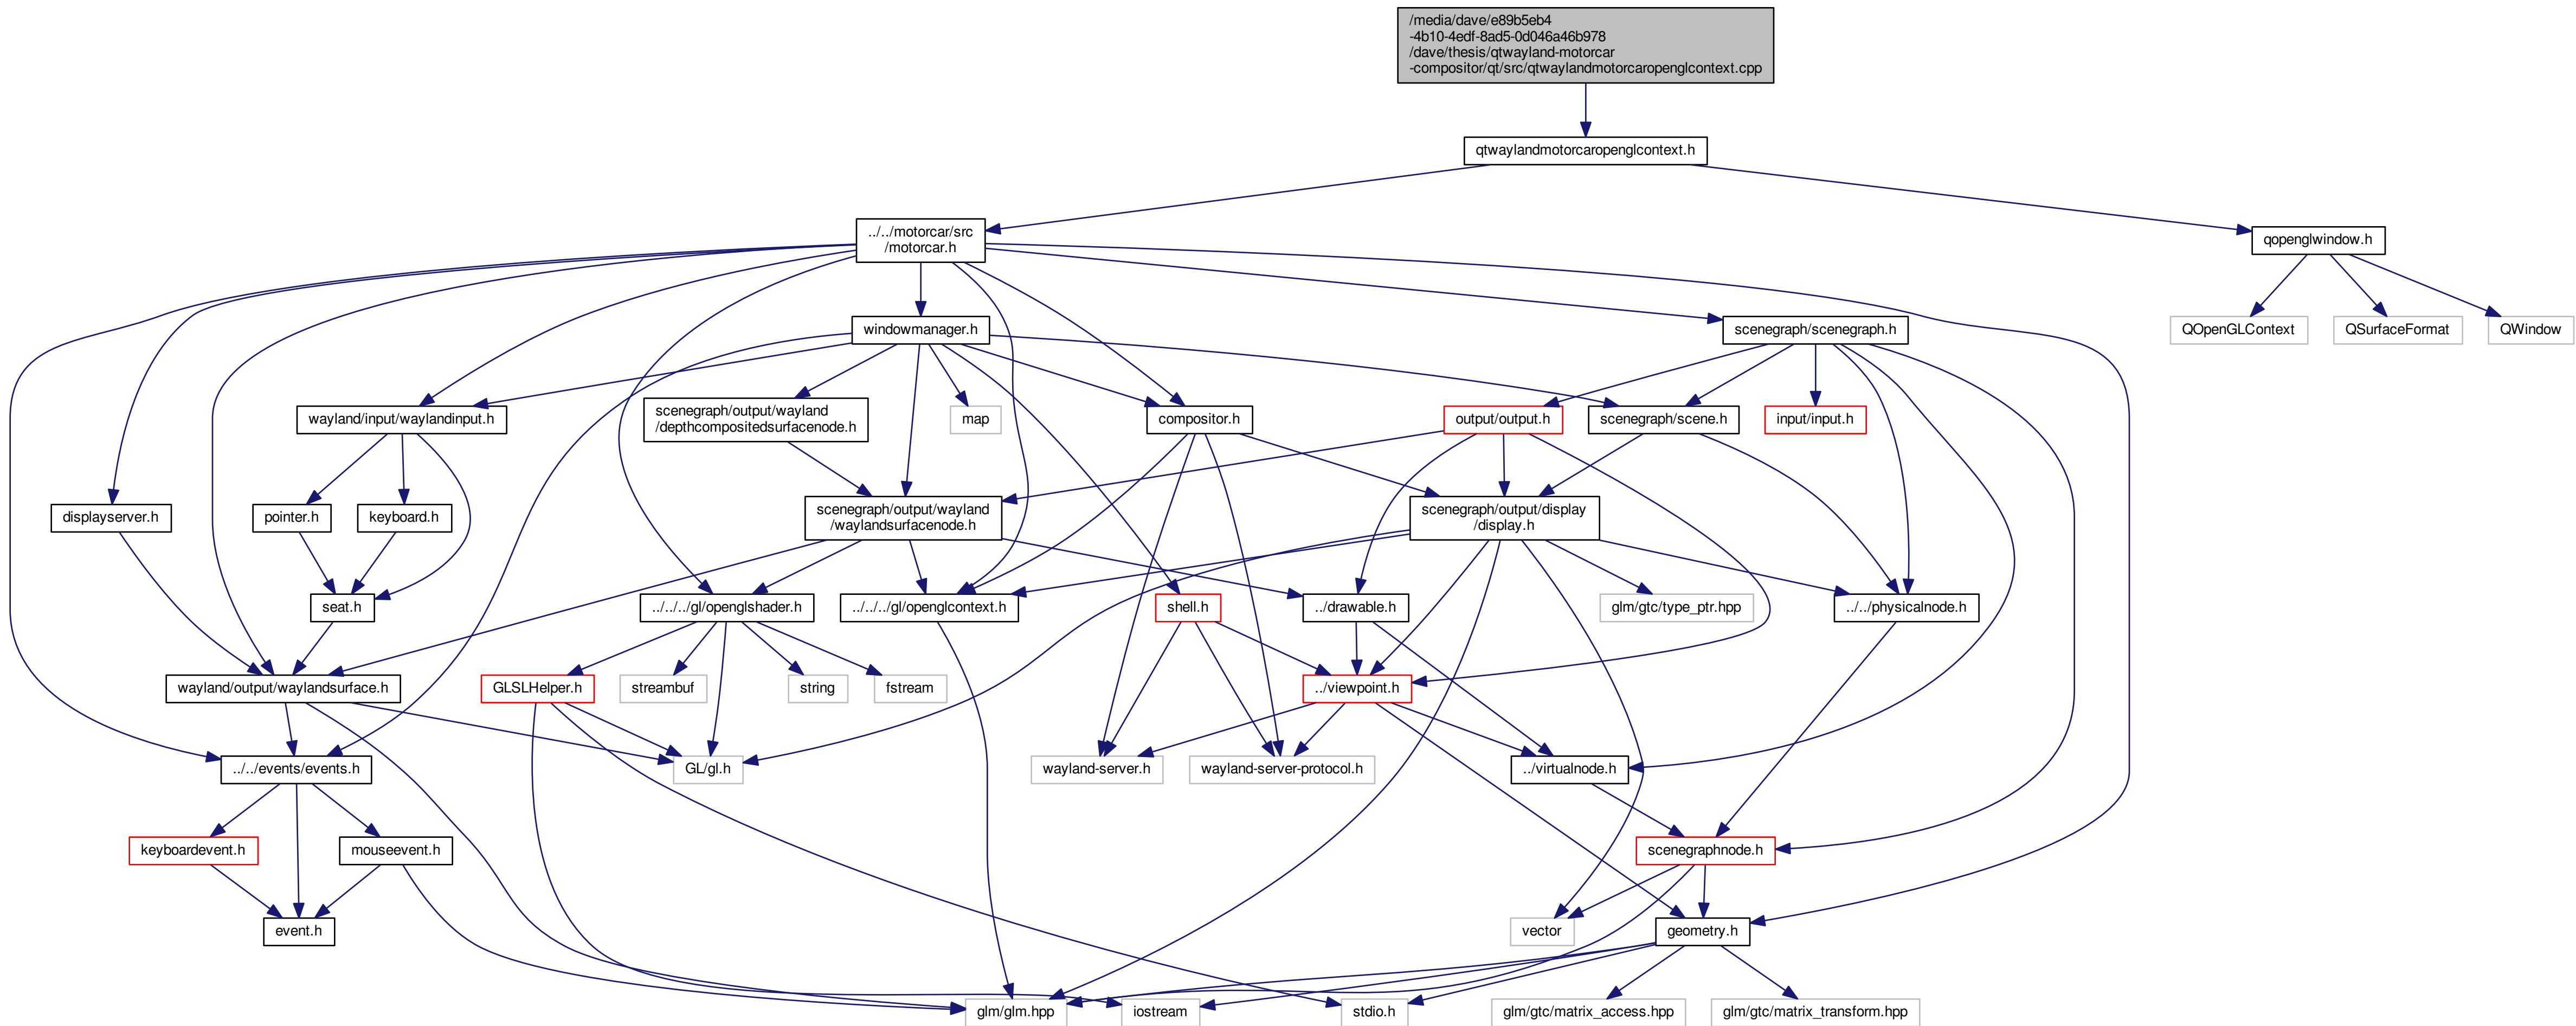 /media/dave/e89b5eb4
-4b10-4edf-8ad5-0d046a46b978
/dave/thesis/qtwayland-motorcar
-compositor/qt/src/qtwaylandmotorcaropenglcontext.cpp
qtwaylandmotorcaropenglcontext.h
../../motorcar/src
/motorcar.h
qopenglwindow.h
windowmanager.h
scenegraph/scenegraph.h
QOpenGLContext
QSurfaceFormat
QWindow
wayland/input/waylandinput.h
scenegraph/output/wayland
/depthcompositedsurfacenode.h
map
compositor.h
output/output.h
scenegraph/scene.h
input/input.h
displayserver.h
pointer.h
keyboard.h
scenegraph/output/wayland
/waylandsurfacenode.h
scenegraph/output/display
/display.h
seat.h
../../../gl/openglshader.h
../../../gl/openglcontext.h
shell.h
../drawable.h
glm/gtc/type_ptr.hpp
../../physicalnode.h
wayland/output/waylandsurface.h
GLSLHelper.h
streambuf
string
fstream
../viewpoint.h
../../events/events.h
GL/gl.h
wayland-server.h
wayland-server-protocol.h
../virtualnode.h
keyboardevent.h
mouseevent.h
scenegraphnode.h
event.h
vector
geometry.h
glm/glm.hpp
iostream
stdio.h
glm/gtc/matrix_access.hpp
glm/gtc/matrix_transform.hpp